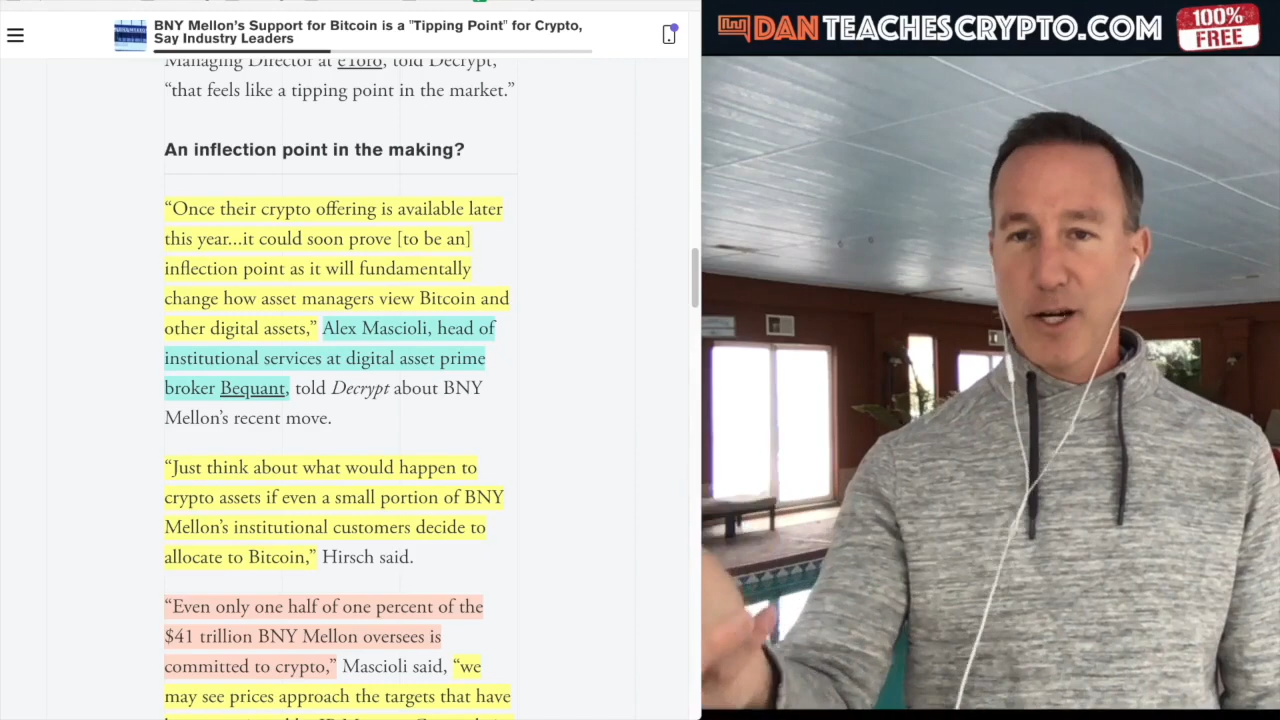 BNY Mellon’s Support for Bitcoin is a "Tipping Point" for Crypto,
Say Industry Leaders
Managing Director at eToro, told Decrypt,
“that feels like a tipping point in the market.”
An inflection point in the making?
“Once their crypto offering is available later
this year...it could soon prove [to be an]
inflection point as it will fundamentally
change how asset managers view Bitcoin and
other digital assets,” Alex Mascioli, head of
institutional services at digital asset prime
broker Bequant, told Decrypt about BNY
Mellon’s recent move.
“Just think about what would happen to
crypto assets if even a small portion of BNY
Mellon’s institutional customers decide to
allocate to Bitcoin,” Hirsch said.
“Even only one half of one percent of the
$41 trillion BNY Mellon oversees is
committed to crypto,” Mascioli said, “we
may see prices approach the targets that have
DANTEACHESCRYPTO.COM
100%
FREE